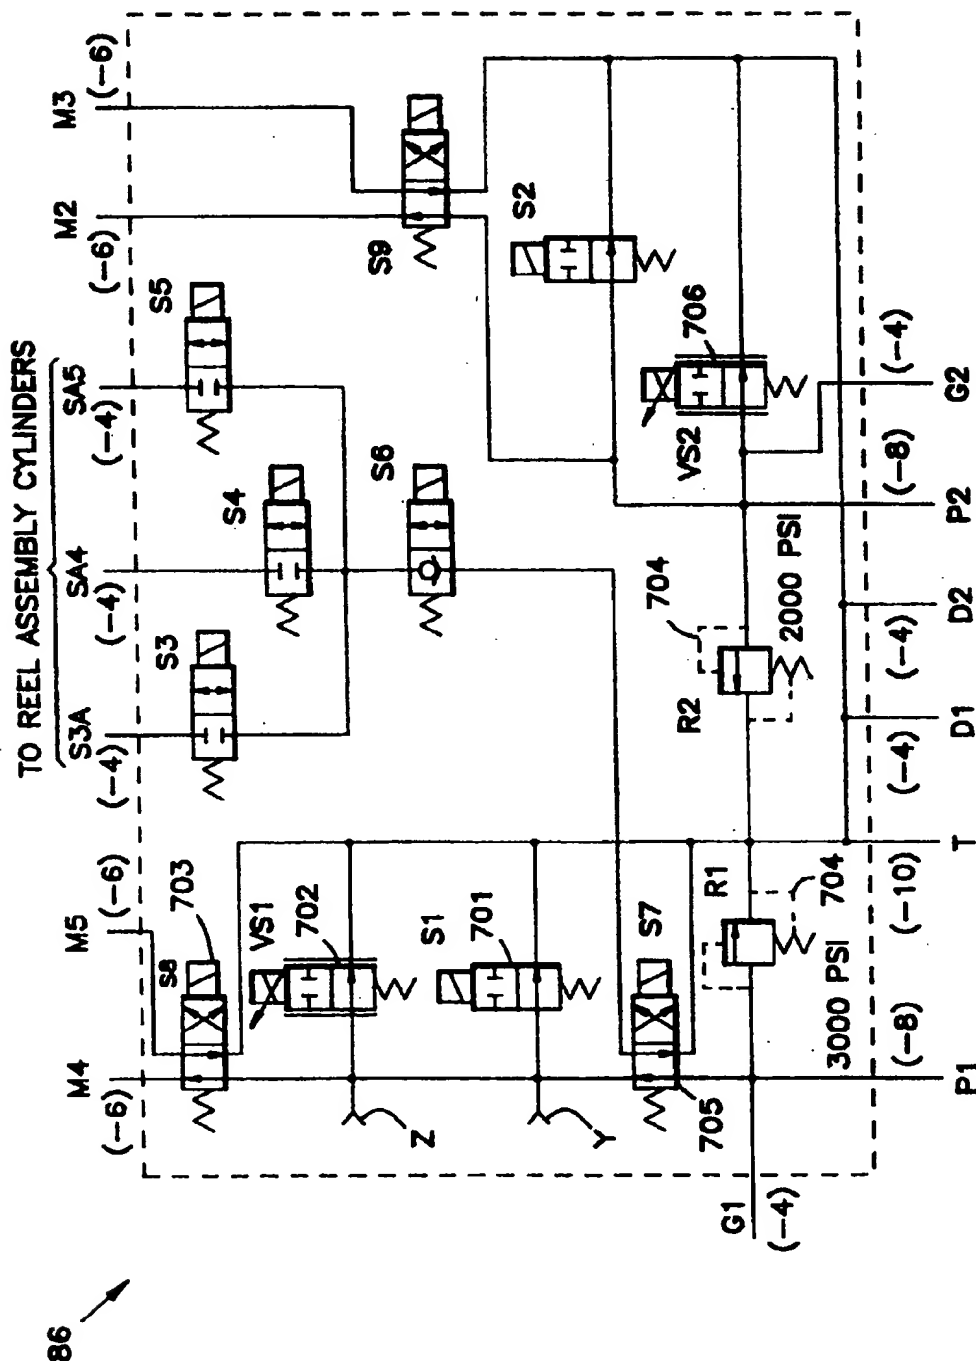 TO REEL ASSEMBLY CYLINDERS
M4
(-6)
M5
(-6)
S3A
(-4)
SA4
(-4)
SA5
(-4)
M2
(-6)
M3
(-6)
703
S8
S3
S4
S5
S6
S9
VS1
702
S1
701
S7
705
Z
Y
S2
706
VS2
R1
704
3000 PSI
R2
704
2000 PSI
G1
(-4)
P1
(-8)
T
(-10)
D1
(-4)
D2
(-4)
P2
(-8)
G2
(-4)
86